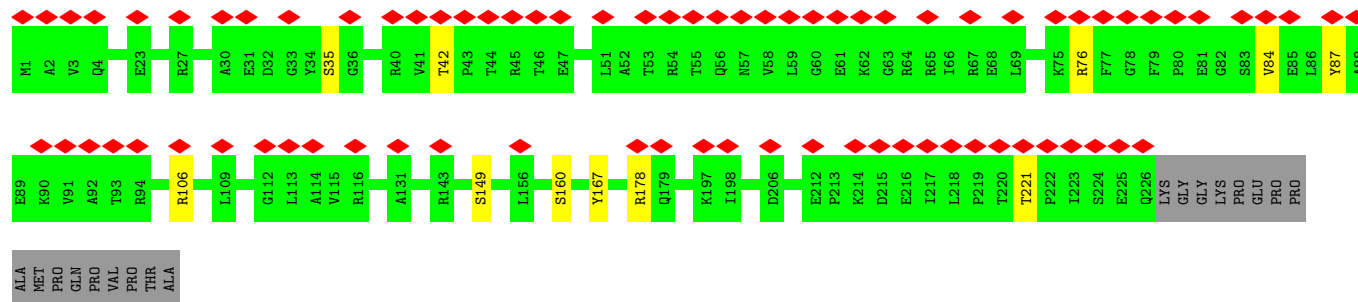 M1 A2 V3 Q4 E23 R27 A30 E31 D32 G33 Y34 S35 G36 R40 V41 T42 P43 T44 R45 T46 E47 L51 A52 T53 R54 T55 Q56 N57 V58 L59 G60 E61 K62 G63 R64 R65 I66 R67 E68 L69 K75 R76 F77 G78 F79 P80 E81 G82 S83 V84 E85 L86 Y87 A88
E89 K90 V91 A92 T93 R94 R106 L109 G112 L113 A114 V115 R116 A131 R143 S149 L156 S160 Y167 R178 Q179 K197 I198 D206 E212 P213 K214 D215 E216 I217 L218 P219 T220 T221 P222 I223 S224 E225 Q226 LYS GLY GLY LYS PRO GLU PRO PRO
ALA MET PRO GLN PRO VAL PRO THR ALA